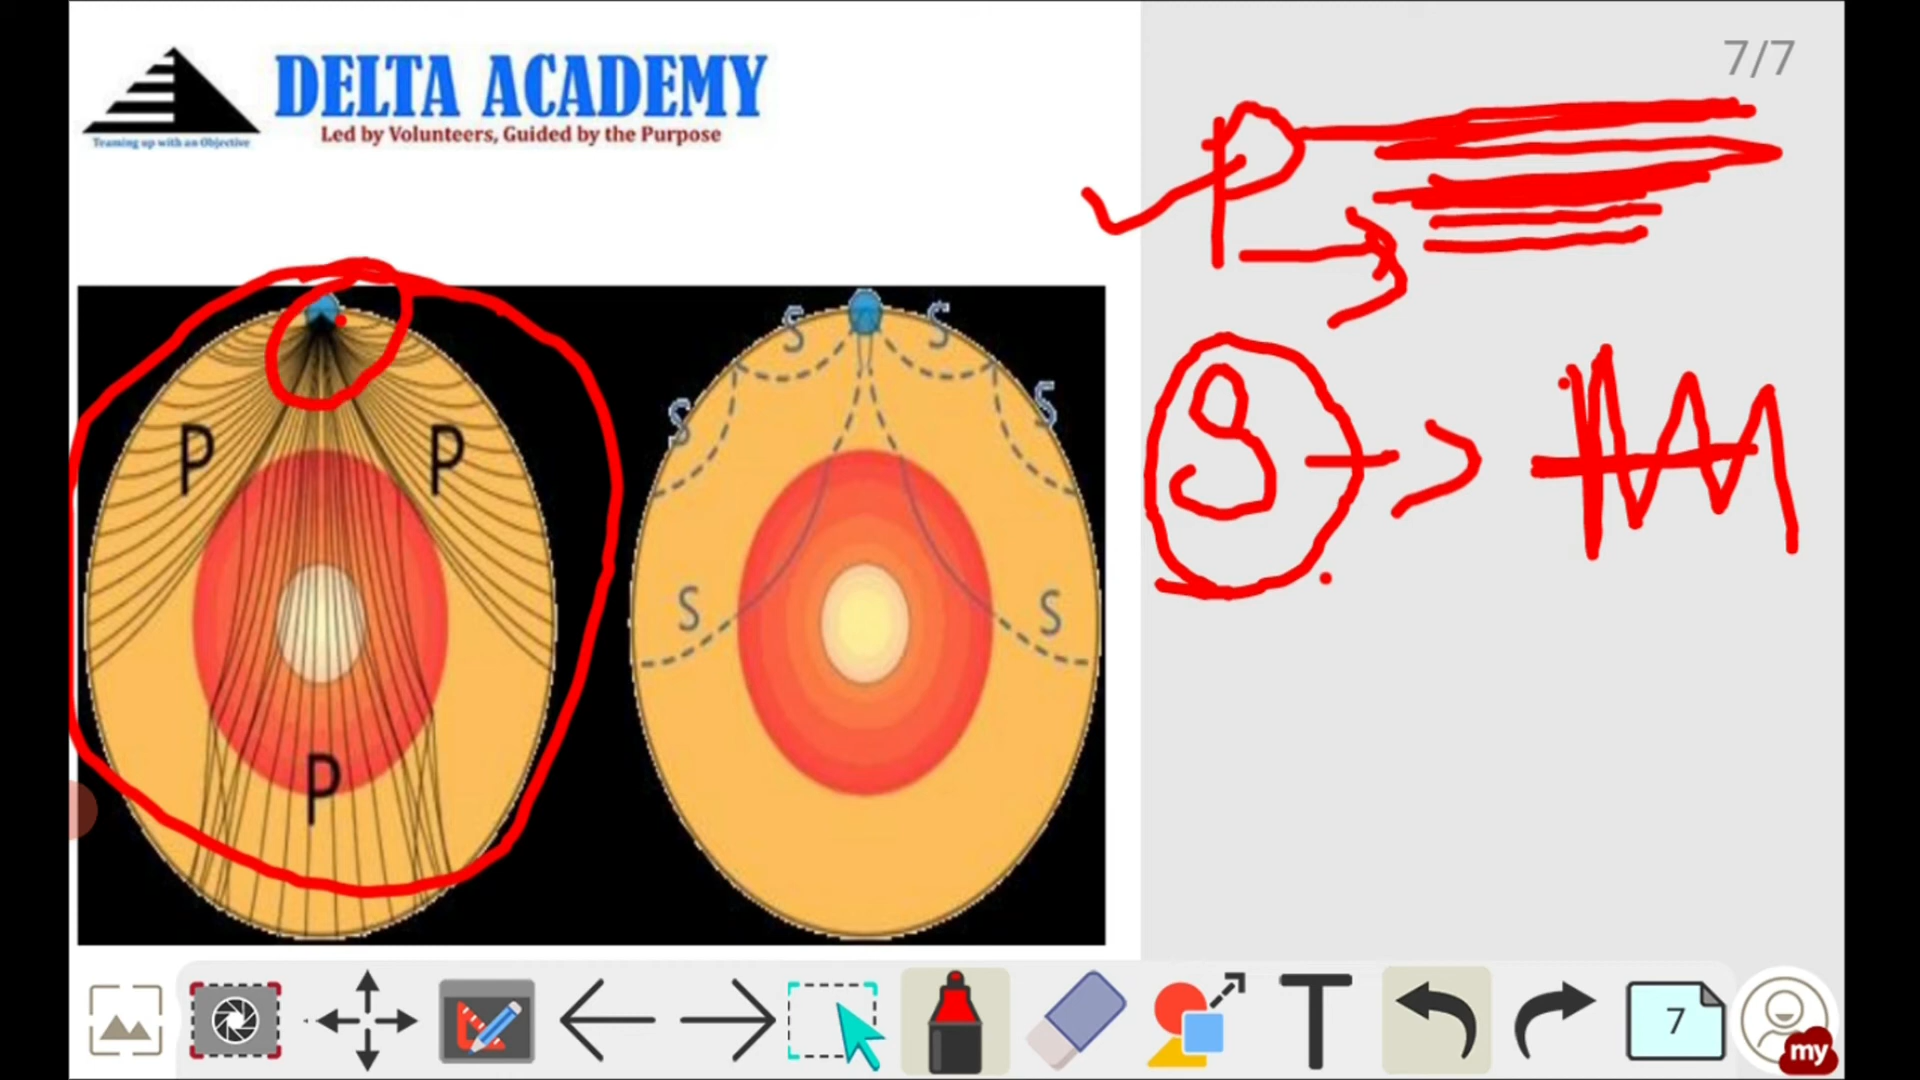 7/7
DELTA ACADEMY
Led by Volunteers, Guided by the Purpose
Teaming up with an Objective
P
S
S
S
S
P
P
S
S
S
P
T
7
my